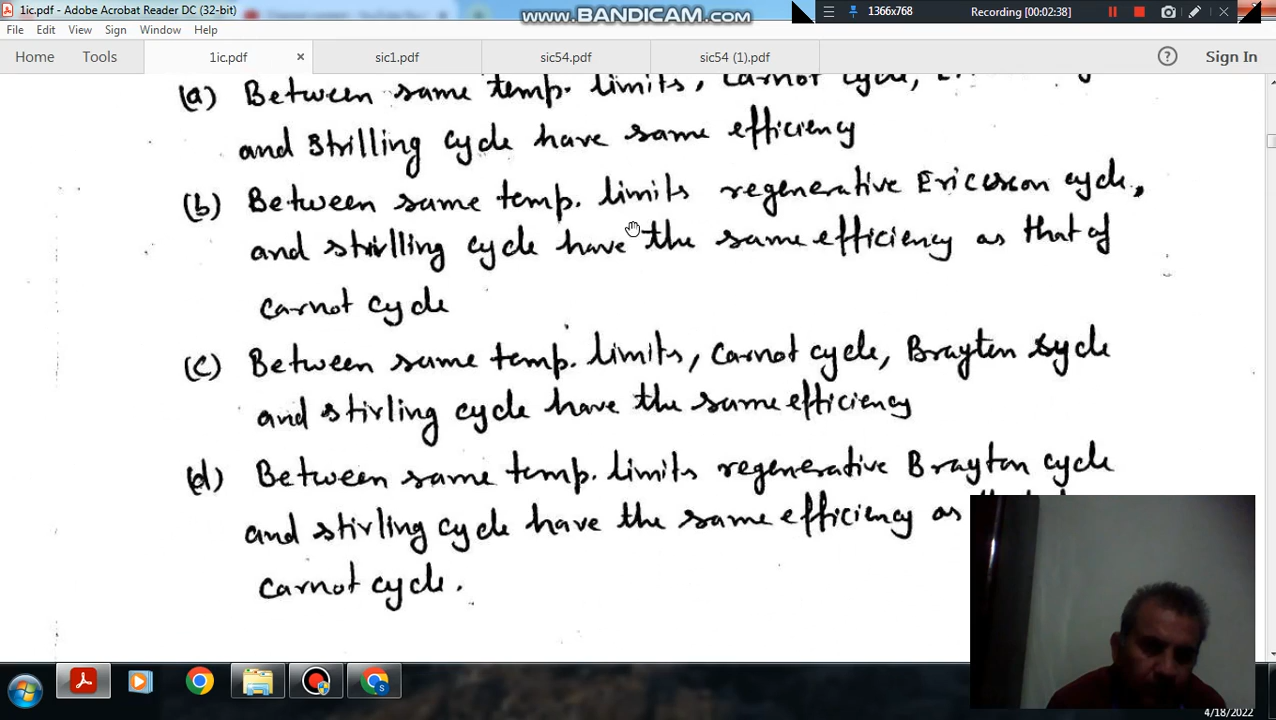 1ic.pdf - Adobe Acrobat Reader DC (32-bit)
www.BANDICAM.com
1366x768
Recording [00:02:38]
File Edit View Sign Window Help
Home Tools 1ic.pdf × sic1.pdf sic54.pdf sic54 (1).pdf ? Sign In
(a) Between same temp. limits, Carnot cycle,
and Strilling cycle have same efficiency
(b) Between same temp. limits regenerative Ericsson cycle,
and strilling cycle have the same efficiency as that of
carnot cycle
(c) Between same temp. limits, Carnot cycle, Brayton sycle
and stirling cycle have the same efficiency
(d) Between same temp. limits regenerative Brayton cycle
and stirling cycle have the same efficiency as
carnot cycle.
4/18/2022